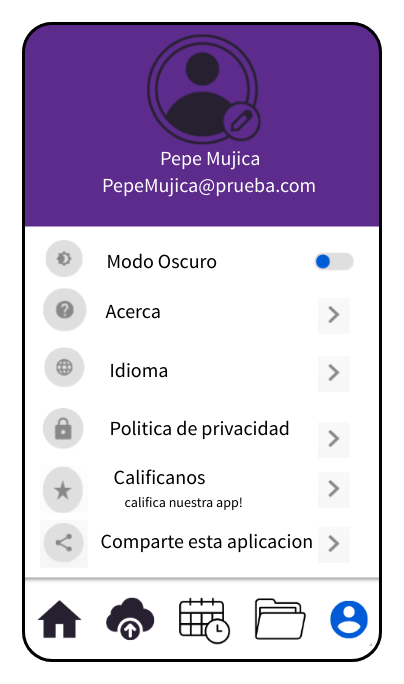 Pepe Mujica
PepeMujica@prueba.com
Modo Oscuro
Acerca
Idioma
Politica de privacidad
Calificanos
califica nuestra app!
Comparte esta aplicacion